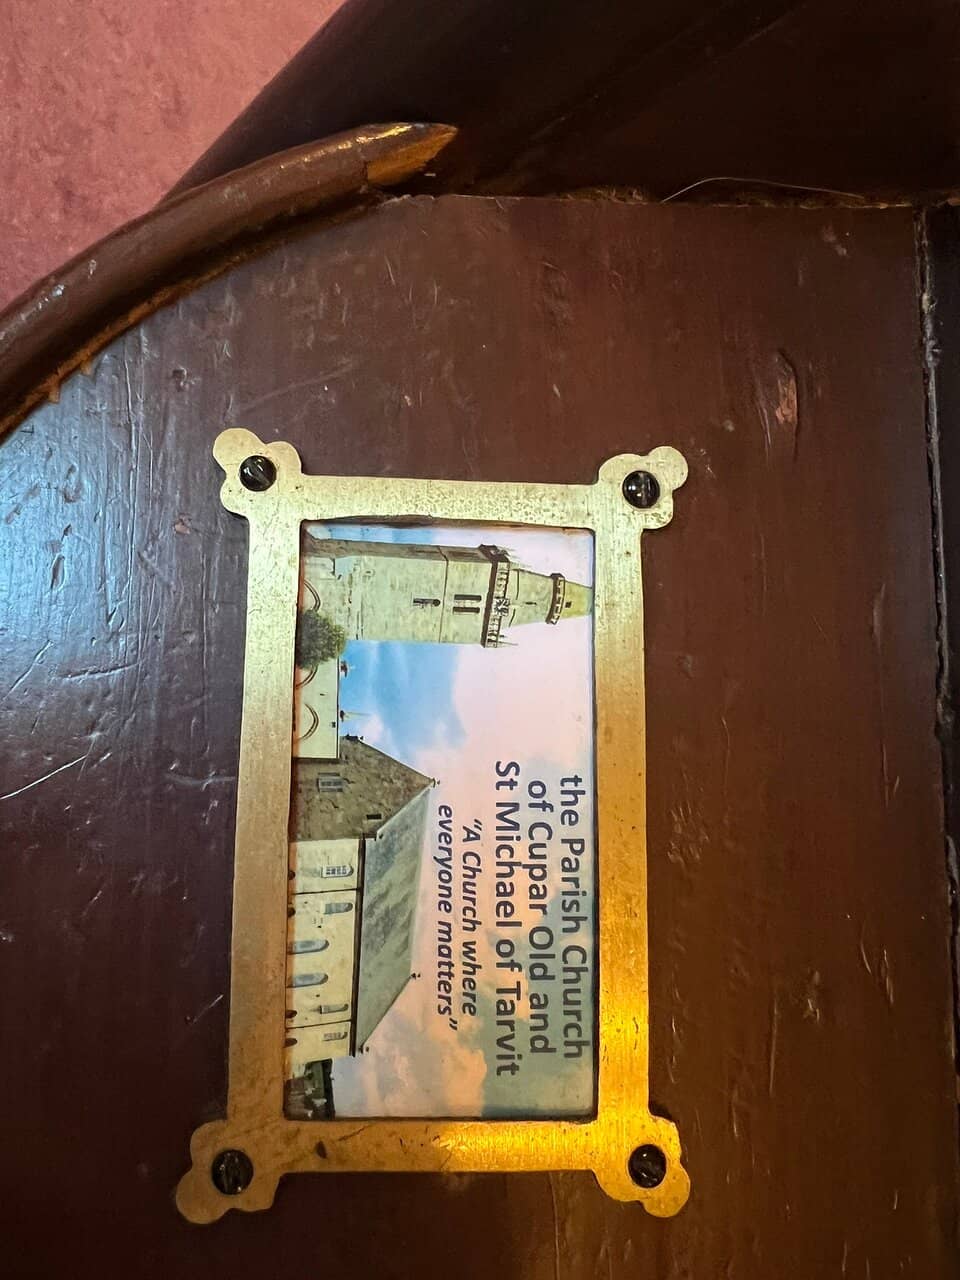 the Parish Church
of Cupar Old and
St Michael of Tarvit
“A Church where
everyone matters”